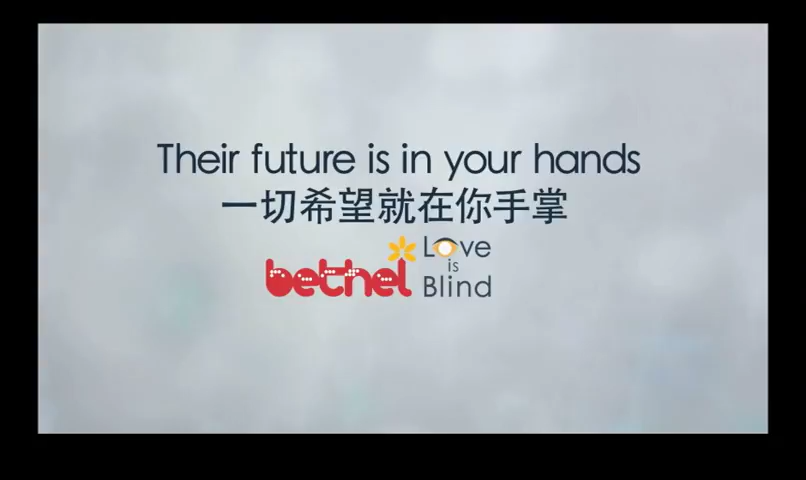 Their future is in your hands
一切希望就在你手掌
bethel
Love
is
Blind